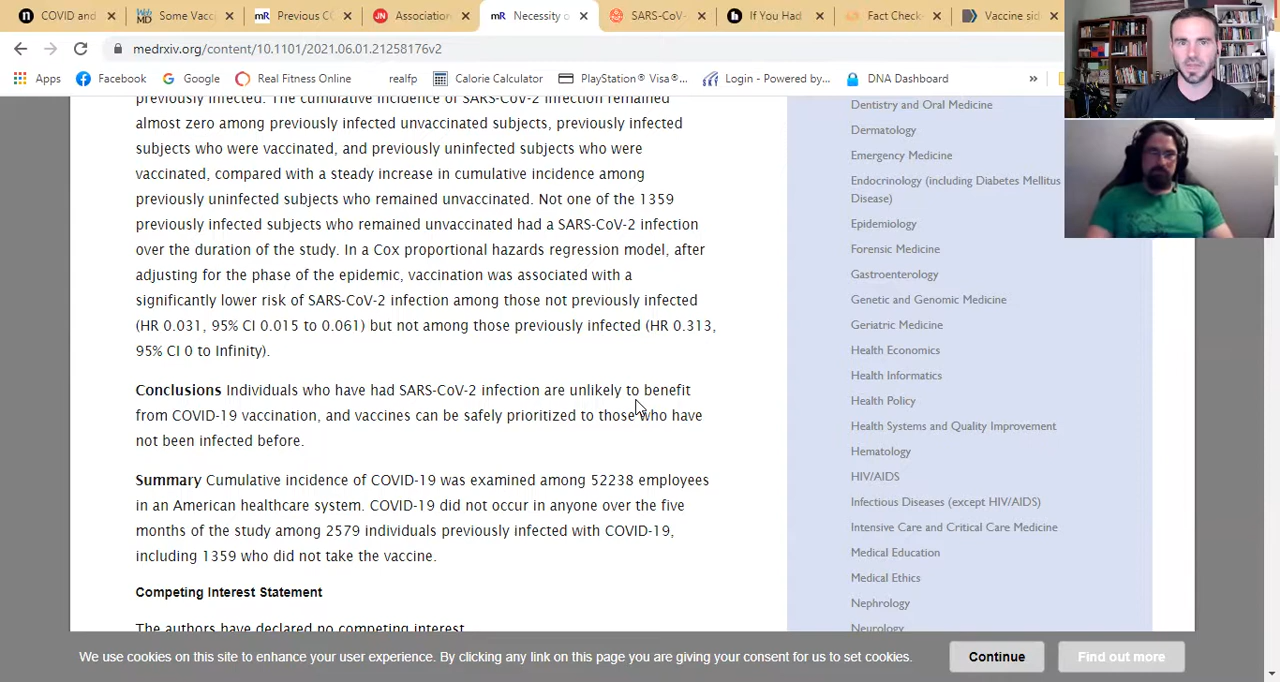 COVID and
Some Vacc
Previous CO
Association
Necessity o
SARS-CoV-
If You Had
Fact Check-
Vaccine sid
medrxiv.org/content/10.1101/2021.06.01.21258176v2
Apps
Facebook
Google
Real Fitness Online
realfp
Calorie Calculator
PlayStation® Visa®...
Login - Powered by...
DNA Dashboard
»
previously infected. The cumulative incidence of SARS-CoV-2 infection remained
almost zero among previously infected unvaccinated subjects, previously infected
subjects who were vaccinated, and previously uninfected subjects who were
vaccinated, compared with a steady increase in cumulative incidence among
previously uninfected subjects who remained unvaccinated. Not one of the 1359
previously infected subjects who remained unvaccinated had a SARS-CoV-2 infection
over the duration of the study. In a Cox proportional hazards regression model, after
adjusting for the phase of the epidemic, vaccination was associated with a
significantly lower risk of SARS-CoV-2 infection among those not previously infected
(HR 0.031, 95% CI 0.015 to 0.061) but not among those previously infected (HR 0.313,
95% CI 0 to Infinity).
Conclusions Individuals who have had SARS-CoV-2 infection are unlikely to benefit
from COVID-19 vaccination, and vaccines can be safely prioritized to those who have
not been infected before.
Summary Cumulative incidence of COVID-19 was examined among 52238 employees
in an American healthcare system. COVID-19 did not occur in anyone over the five
months of the study among 2579 individuals previously infected with COVID-19,
including 1359 who did not take the vaccine.
Competing Interest Statement
The authors have declared no competing interest.
Dentistry and Oral Medicine
Dermatology
Emergency Medicine
Endocrinology (including Diabetes Mellitus
Disease)
Epidemiology
Forensic Medicine
Gastroenterology
Genetic and Genomic Medicine
Geriatric Medicine
Health Economics
Health Informatics
Health Policy
Health Systems and Quality Improvement
Hematology
HIV/AIDS
Infectious Diseases (except HIV/AIDS)
Intensive Care and Critical Care Medicine
Medical Education
Medical Ethics
Nephrology
Neurology
We use cookies on this site to enhance your user experience. By clicking any link on this page you are giving your consent for us to set cookies.
Continue
Find out more